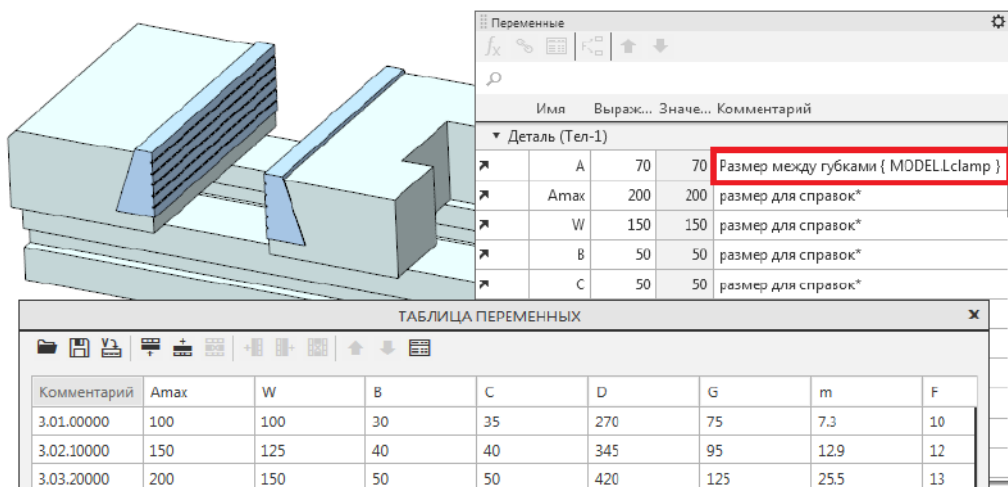 Переменные
Имя Выраж... Значе... Комментарий
Деталь (Тел-1)
A 70 70 Размер между губками { MODEL.Lclamp }
Amax 200 200 размер для справок*
W 150 150 размер для справок*
B 50 50 размер для справок*
C 50 50 размер для справок*
ТАБЛИЦА ПЕРЕМЕННЫХ
Комментарий Amax W B C D G m F
3.01.00000 100 100 30 35 270 75 7.3 10
3.02.10000 150 125 40 40 345 95 12.9 12
3.03.20000 200 150 50 50 420 125 25.5 13